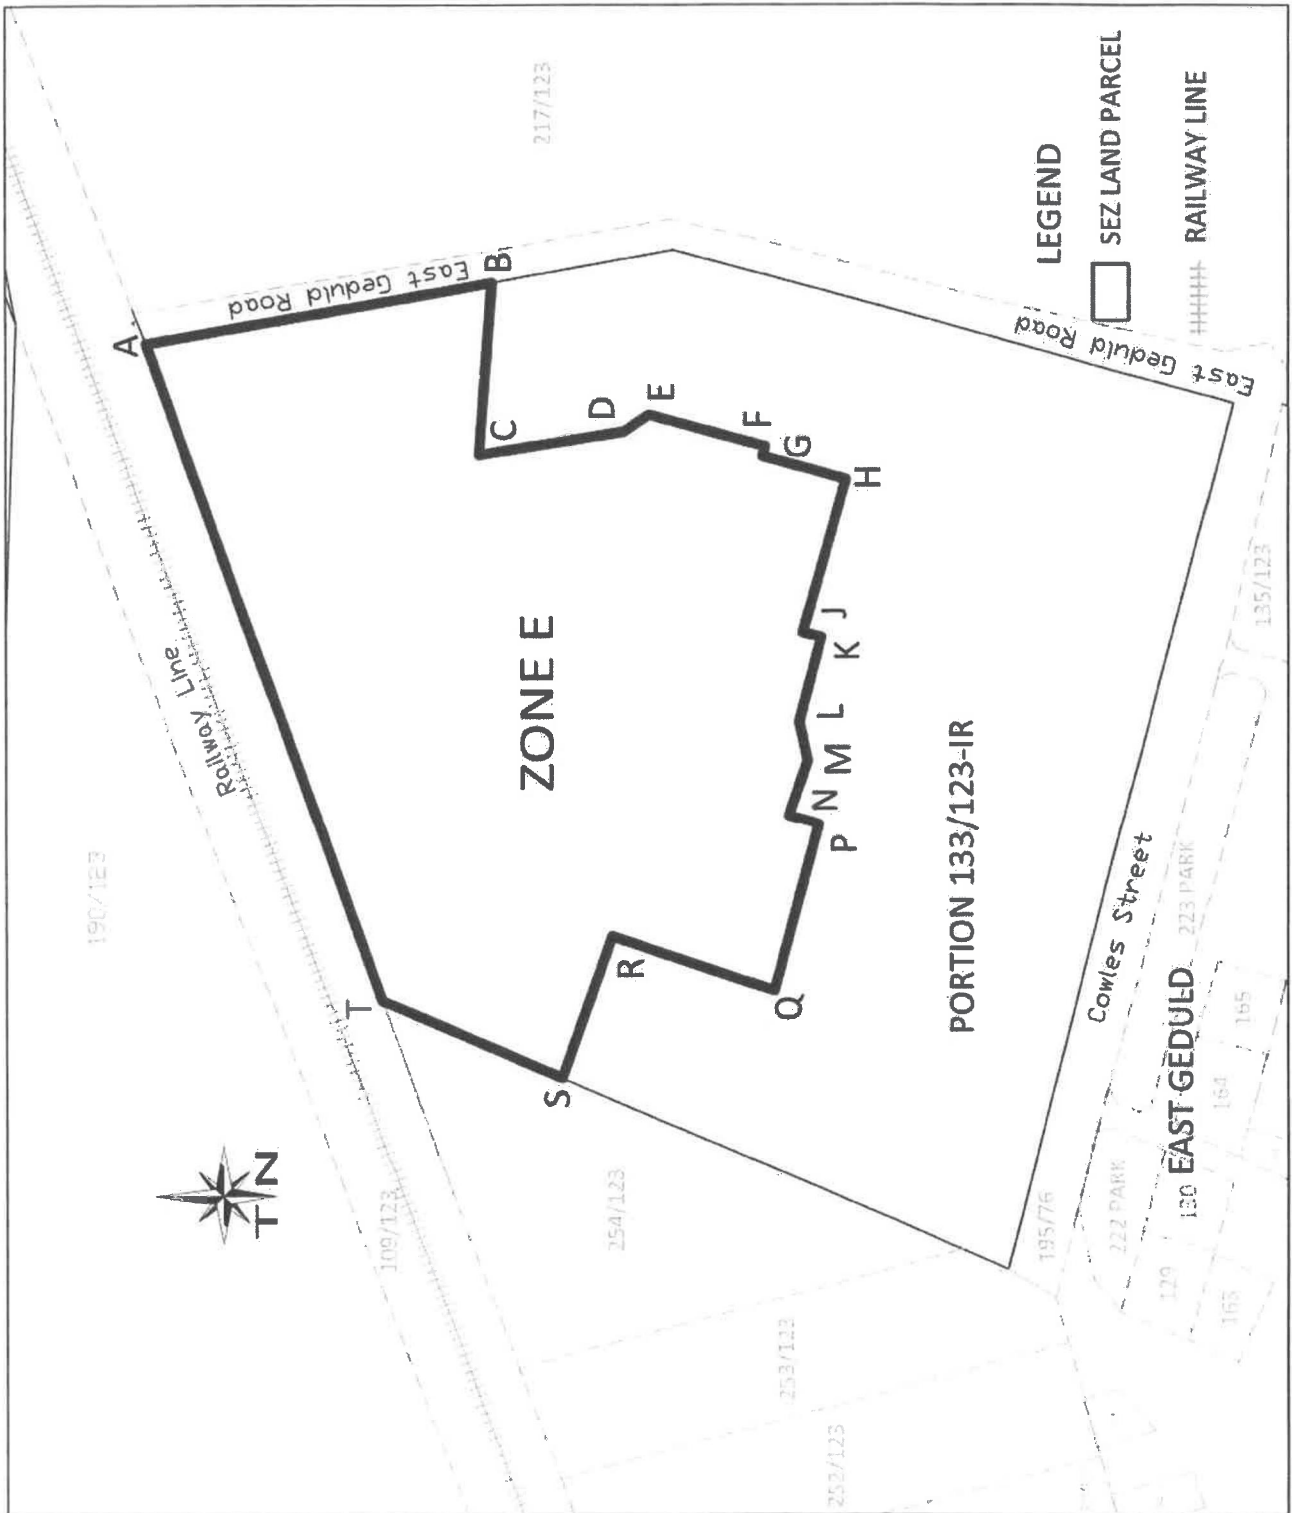 217/123
LEGEND
SEZ LAND PARCEL
RAILWAY LINE
A
B
C
D
E
F
G
H
J
K
L
M
N
P
Q
R
S
T
East Geduld Road
East Geduld Road
Railway Line
ZONE E
PORTION 133/123-IR
Cowles Street
EAST GEDULD
190/123
109/123
254/123
253/123
252/123
195/76
135/123
223 PARK
222 PARK
165
164
130
129
T N